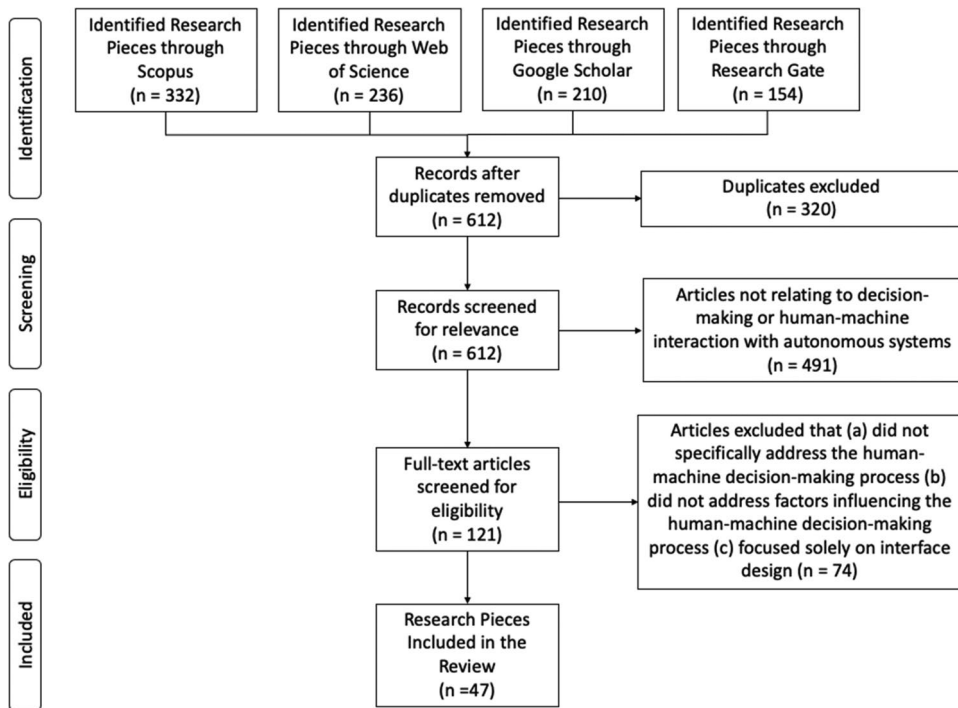 Identification
Identified Research
Pieces through
Scopus
(n = 332)
Identified Research
Pieces through Web
of Science
(n = 236)
Identified Research
Pieces through
Google Scholar
(n = 210)
Identified Research
Pieces through
Research Gate
(n = 154)
Records after
duplicates removed
(n = 612)
Duplicates excluded
(n = 320)
Screening
Records screened
for relevance
(n = 612)
Articles not relating to decision-
making or human-machine
interaction with autonomous systems
(n = 491)
Eligibility
Full-text articles
screened for
eligibility
(n = 121)
Articles excluded that (a) did not
specifically address the human-
machine decision-making process (b)
did not address factors influencing the
human-machine decision-making
process (c) focused solely on interface
design (n = 74)
Included
Research Pieces
Included in the
Review
(n =47)